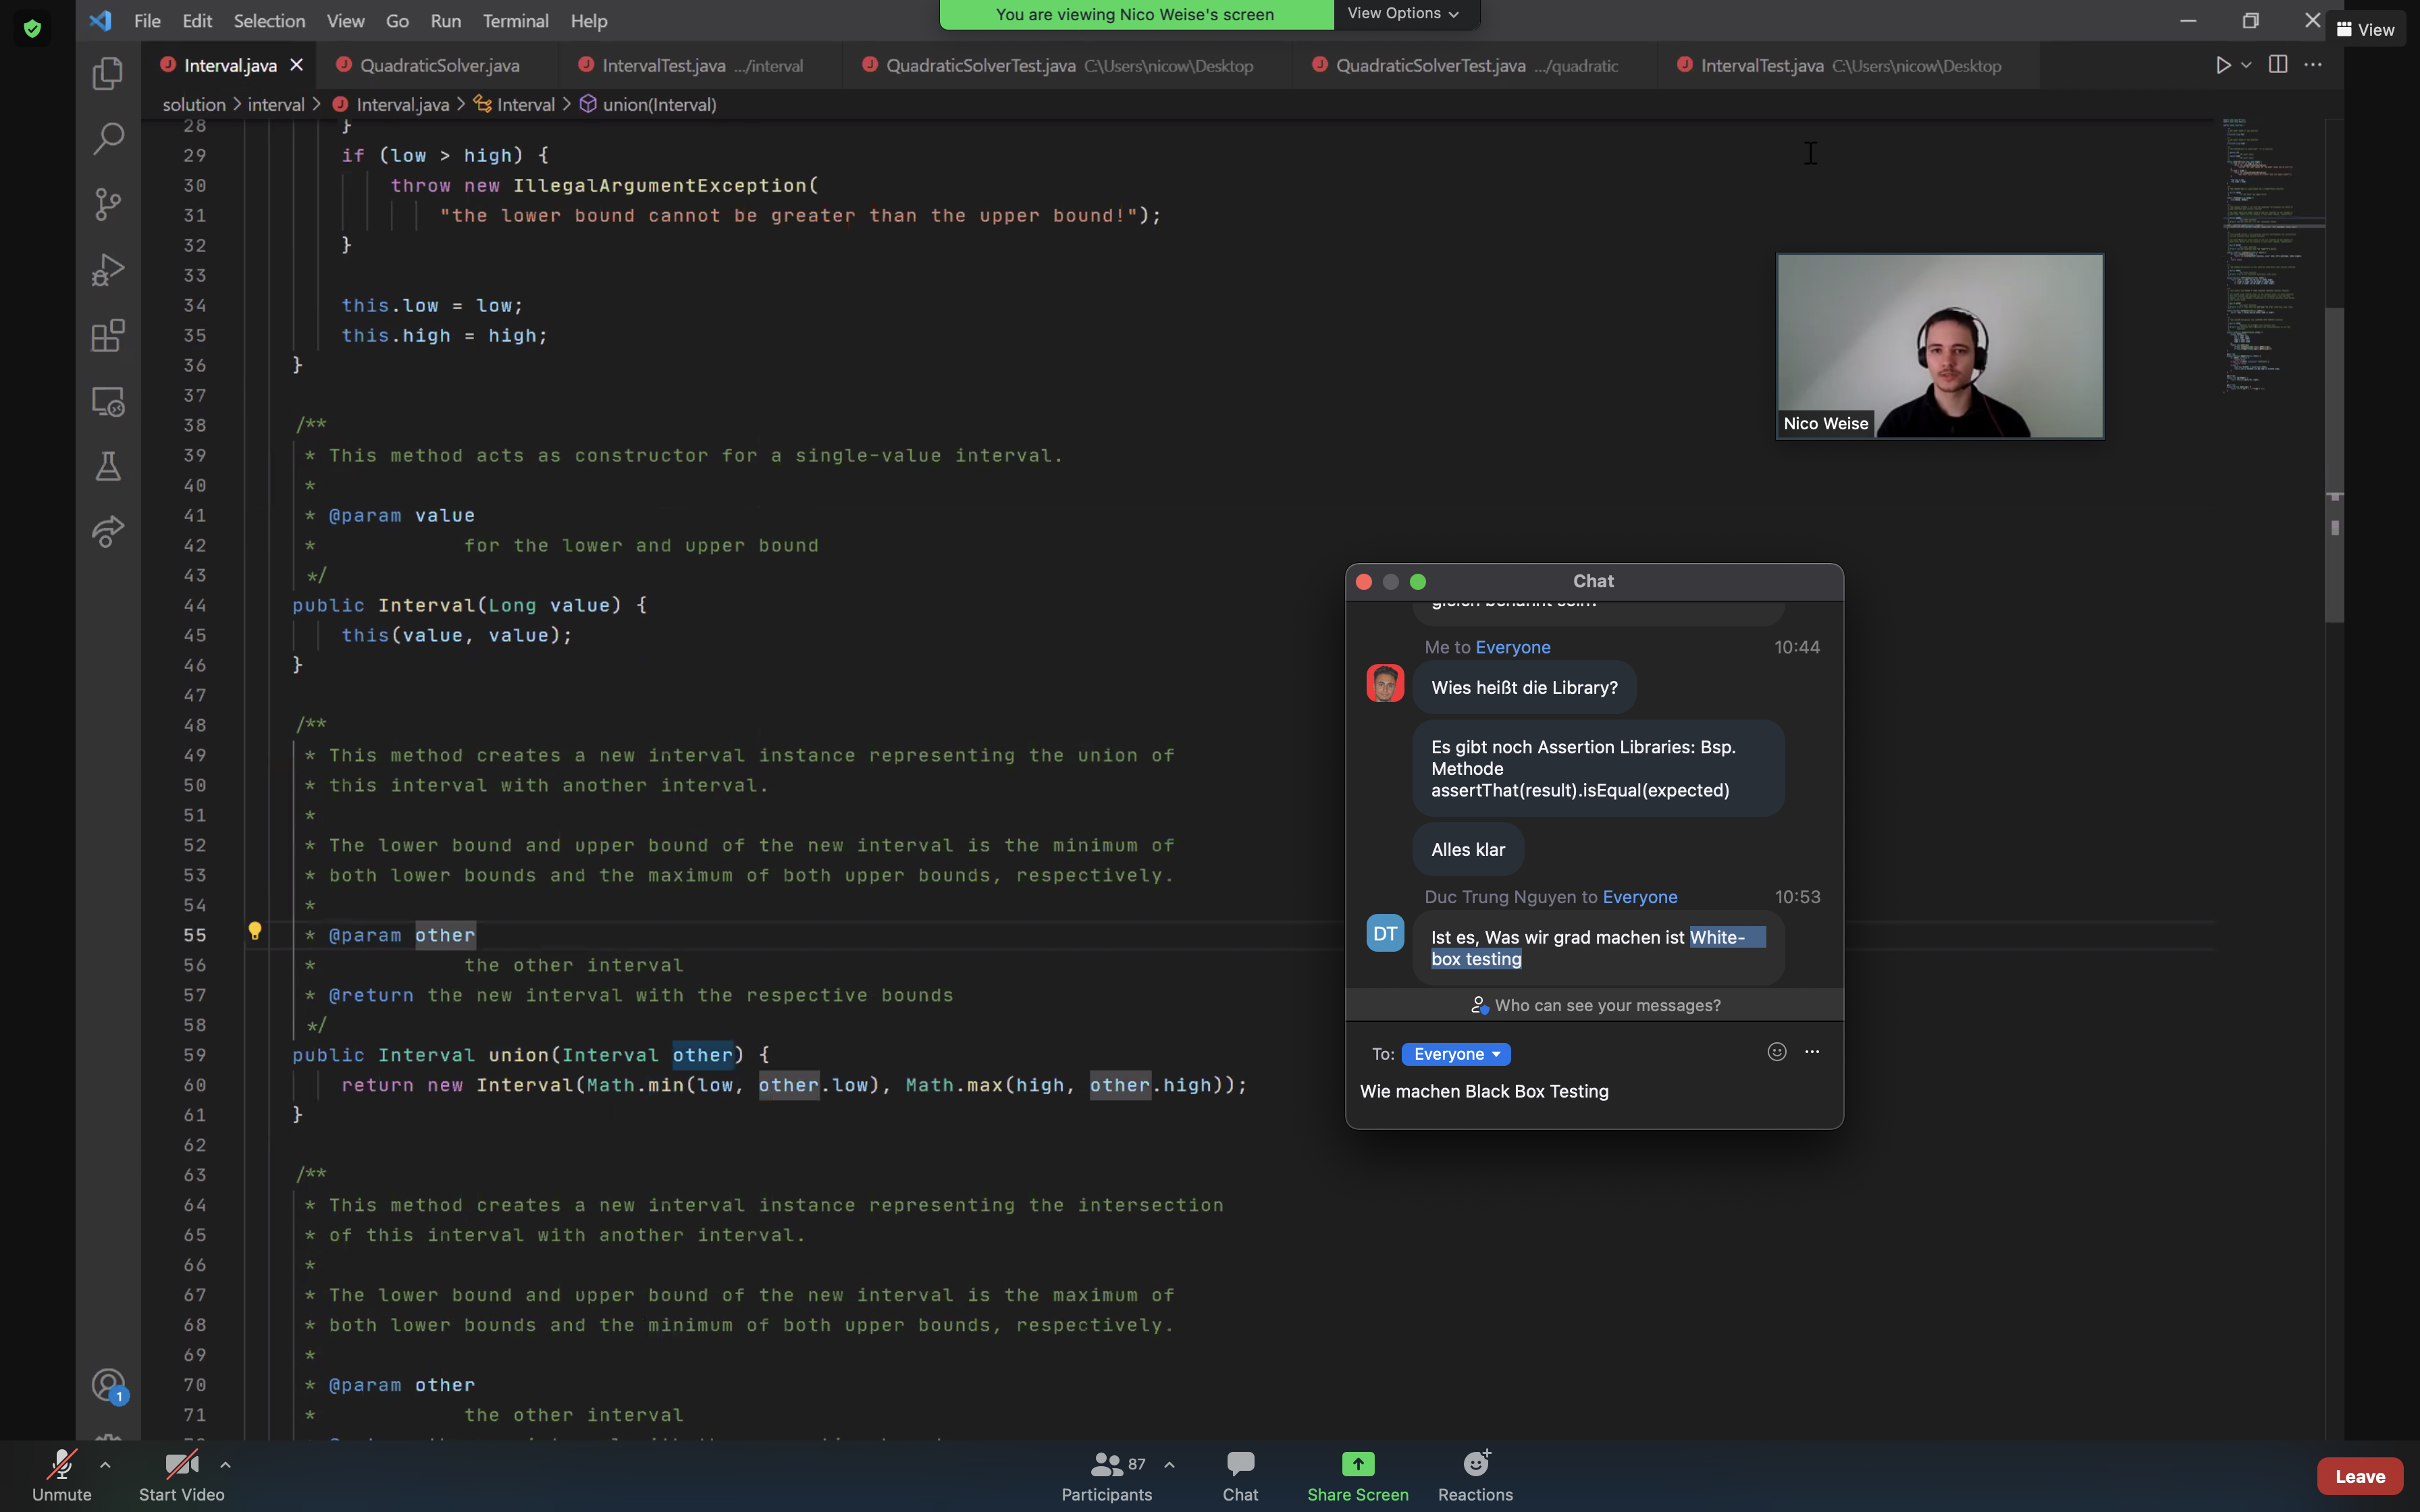 File Edit Selection View Go Run Terminal Help
You are viewing Nico Weise's screen View Options
View
Interval.java
QuadraticSolver.java
IntervalTest.java .../interval
QuadraticSolverTest.java C:\Users\nicow\Desktop
QuadraticSolverTest.java .../quadratic
IntervalTest.java C:\Users\nicow\Desktop
solution > interval > Interval.java > Interval > union(Interval)
28 }
29 if (low > high) {
30 throw new IllegalArgumentException(
31 "the lower bound cannot be greater than the upper bound!");
32 }
33
34 this.low = low;
35 this.high = high;
36 }
37
38 /**
39 * This method acts as constructor for a single-value interval.
40 *
41 * @param value
42 * for the lower and upper bound
43 */
44 public Interval(Long value) {
45 this(value, value);
46 }
47
48 /**
49 * This method creates a new interval instance representing the union of
50 * this interval with another interval.
51 *
52 * The lower bound and upper bound of the new interval is the minimum of
53 * both lower bounds and the maximum of both upper bounds, respectively.
54 *
55 * @param other
56 * the other interval
57 * @return the new interval with the respective bounds
58 */
59 public Interval union(Interval other) {
60 return new Interval(Math.min(low, other.low), Math.max(high, other.high));
61 }
62
63 /**
64 * This method creates a new interval instance representing the intersection
65 * of this interval with another interval.
66 *
67 * The lower bound and upper bound of the new interval is the maximum of
68 * both lower bounds and the minimum of both upper bounds, respectively.
69 *
70 * @param other
71 * the other interval
Nico Weise
Chat
Me to Everyone 10:44
Wies heißt die Library?
Es gibt noch Assertion Libraries: Bsp.
Methode
assertThat(result).isEqual(expected)
Alles klar
Duc Trung Nguyen to Everyone 10:53
DT
Ist es, Was wir grad machen ist White-
box testing
Who can see your messages?
To: Everyone
Wie machen Black Box Testing
1
Unmute
Start Video
87
Participants
Chat
Share Screen
Reactions
Leave